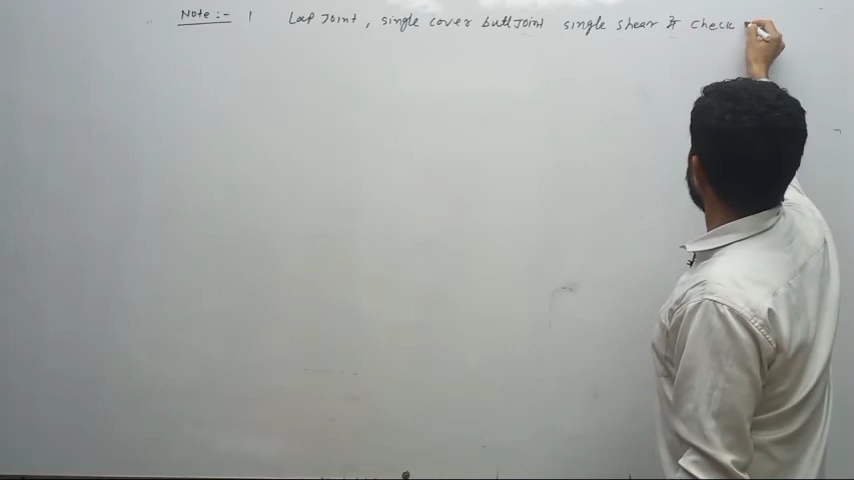 Note :- 1 Lap Joint, single cover butt Joint single shear में check